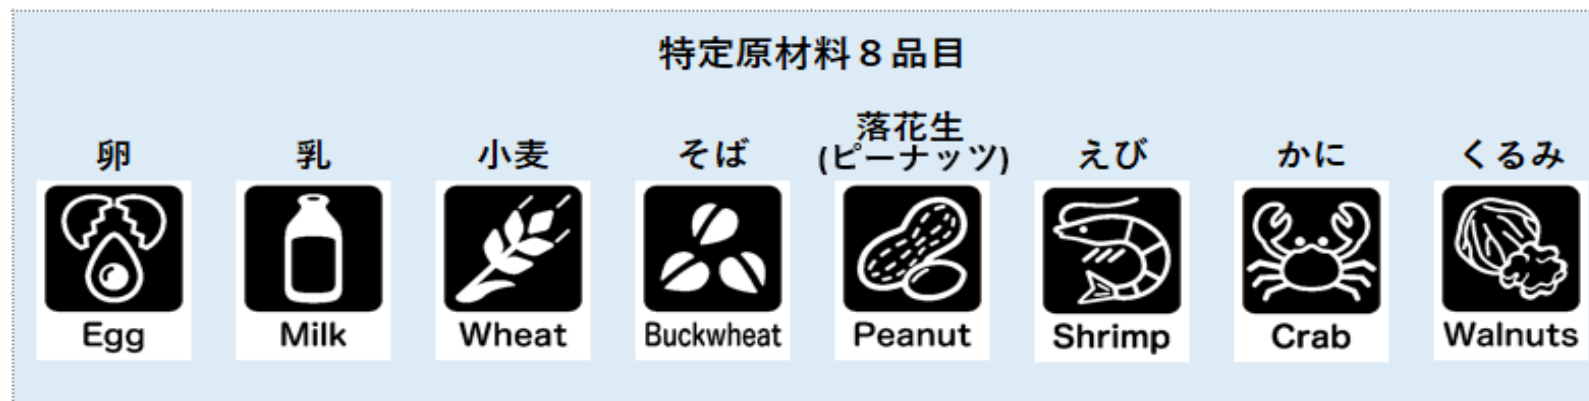 特定原材料８品目
卵 乳 小麦 そば 落花生 えび かに くるみ
(ピーナッツ)
Egg Milk Wheat Buckwheat Peanut Shrimp Crab Walnuts